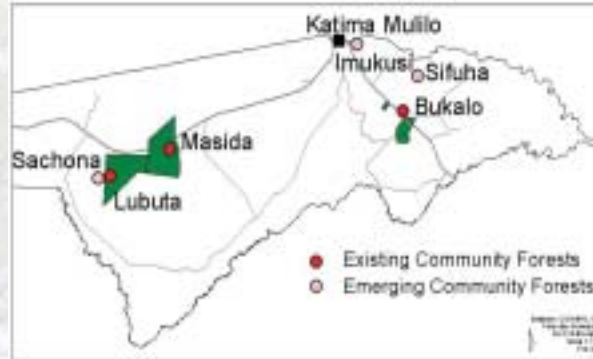 Katima Mulilo
Imukusi
Sifuha
Bukalo
Masida
Sachona
Lubuta
Existing Community Forests
Emerging Community Forests